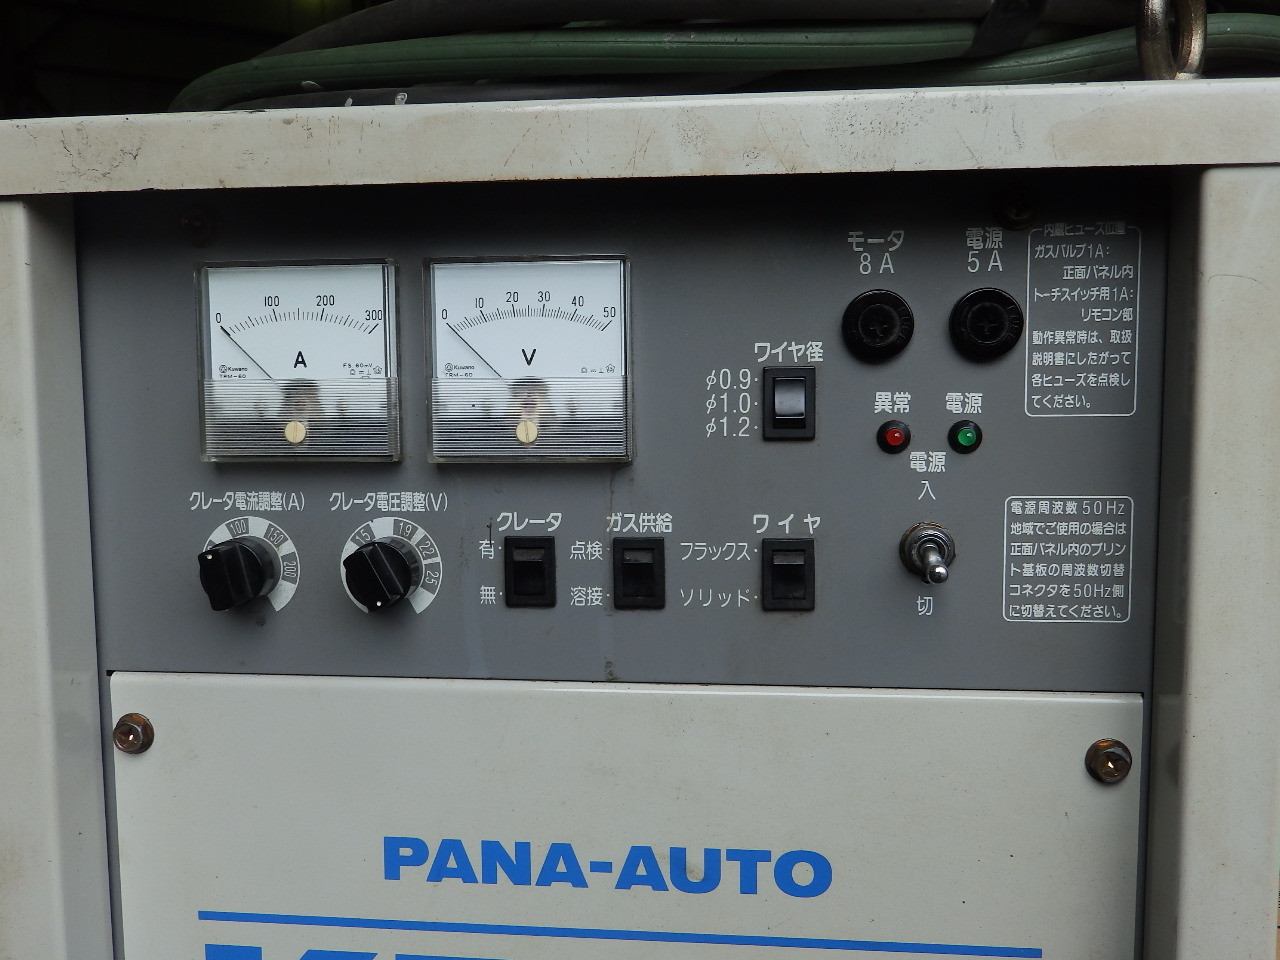 モータ
8A
電源
5A
内蔵ヒューズ位置
ガスバルブ1A:
正面パネル内
トーチスイッチ用1A:
リモコン部
動作異常時は、取扱
説明書にしたがって
各ヒューズを点検し
てください。
0 100 200 300
A
Kuwano
TRM-60
FS.60mV
0 10 20 30 40 50
V
Kuwano
TRM-60
ワイヤ径
φ0.9
φ1.0
φ1.2
異常
電源
電源
入
切
クレータ電流調整(A)
100 150 200
クレータ電圧調整(V)
15 19 22 25
クレータ
有
無
ガス供給
点検
溶接
ワイヤ
フラックス
ソリッド
電源周波数50Hz
地域でご使用の場合は
正面パネル内のプリン
ト基板の周波数切替
コネクタを50Hz側
に切替えてください。
PANA-AUTO